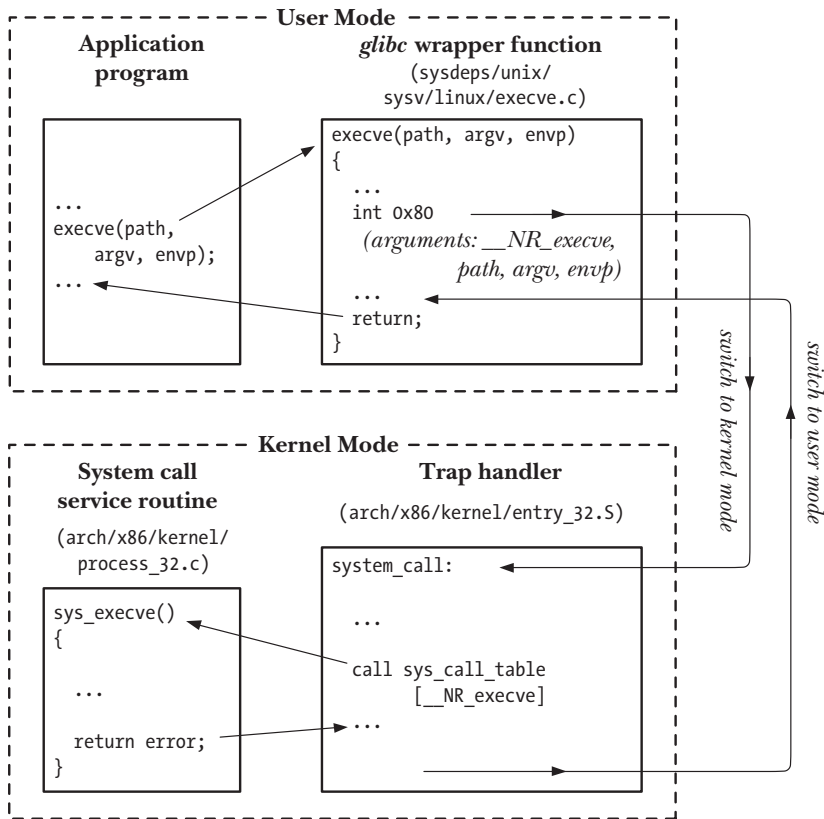 User Mode
Application
program
glibc wrapper function
(sysdeps/unix/
sysv/linux/execve.c)
...
execve(path,
argv, envp);
...
execve(path, argv, envp)
{
...
int 0x80
(arguments: __NR_execve,
path, argv, envp)
...
return;
}
switch to kernel mode
switch to user mode
Kernel Mode
System call
service routine
(arch/x86/kernel/
process_32.c)
Trap handler
(arch/x86/kernel/entry_32.S)
sys_execve()
{
...
return error;
}
system_call:
...
call sys_call_table
[__NR_execve]
...